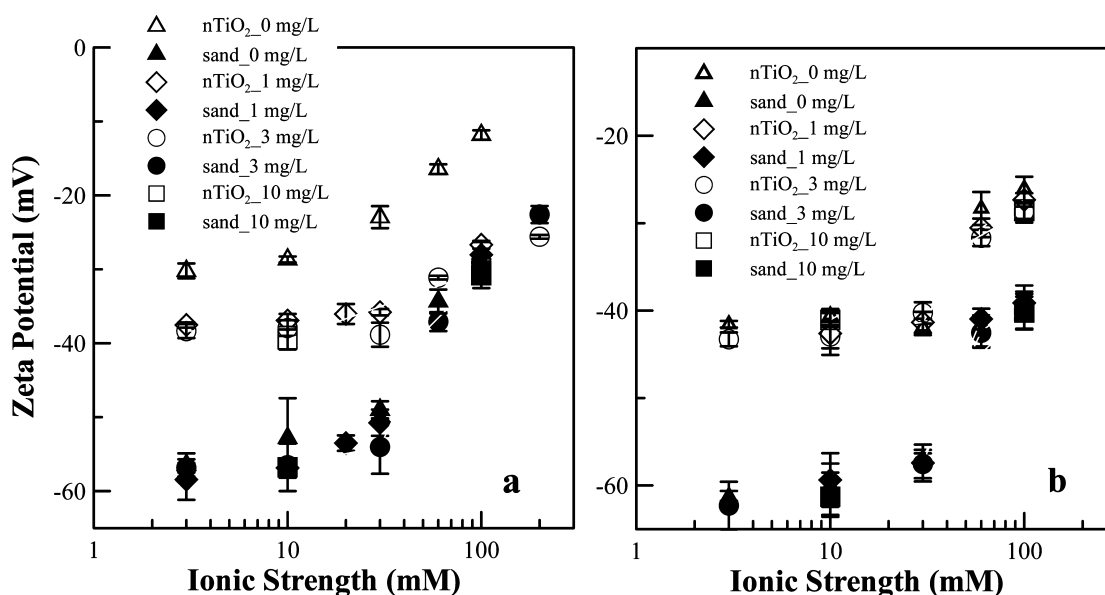 nTiO2_0 mg/L
sand_0 mg/L
nTiO2_1 mg/L
sand_1 mg/L
nTiO2_3 mg/L
sand_3 mg/L
nTiO2_10 mg/L
sand_10 mg/L
0
-20
-40
-60
Zeta Potential (mV)
a
1
10
100
Ionic Strength (mM)
nTiO2_0 mg/L
sand_0 mg/L
nTiO2_1 mg/L
sand_1 mg/L
nTiO2_3 mg/L
sand_3 mg/L
nTiO2_10 mg/L
sand_10 mg/L
-20
-40
-60
b
1
10
100
Ionic Strength (mM)